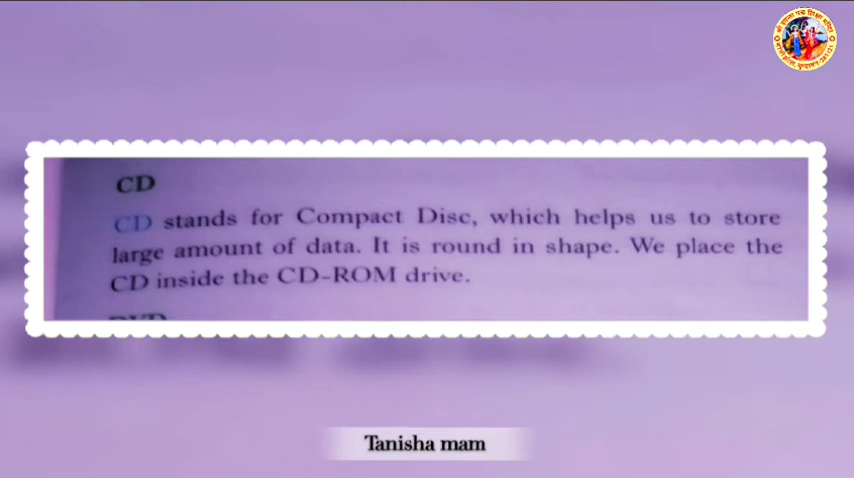 CD
CD stands for Compact Disc, which helps us to store
large amount of data. It is round in shape. We place the
CD inside the CD-ROM drive.
Tanisha mam